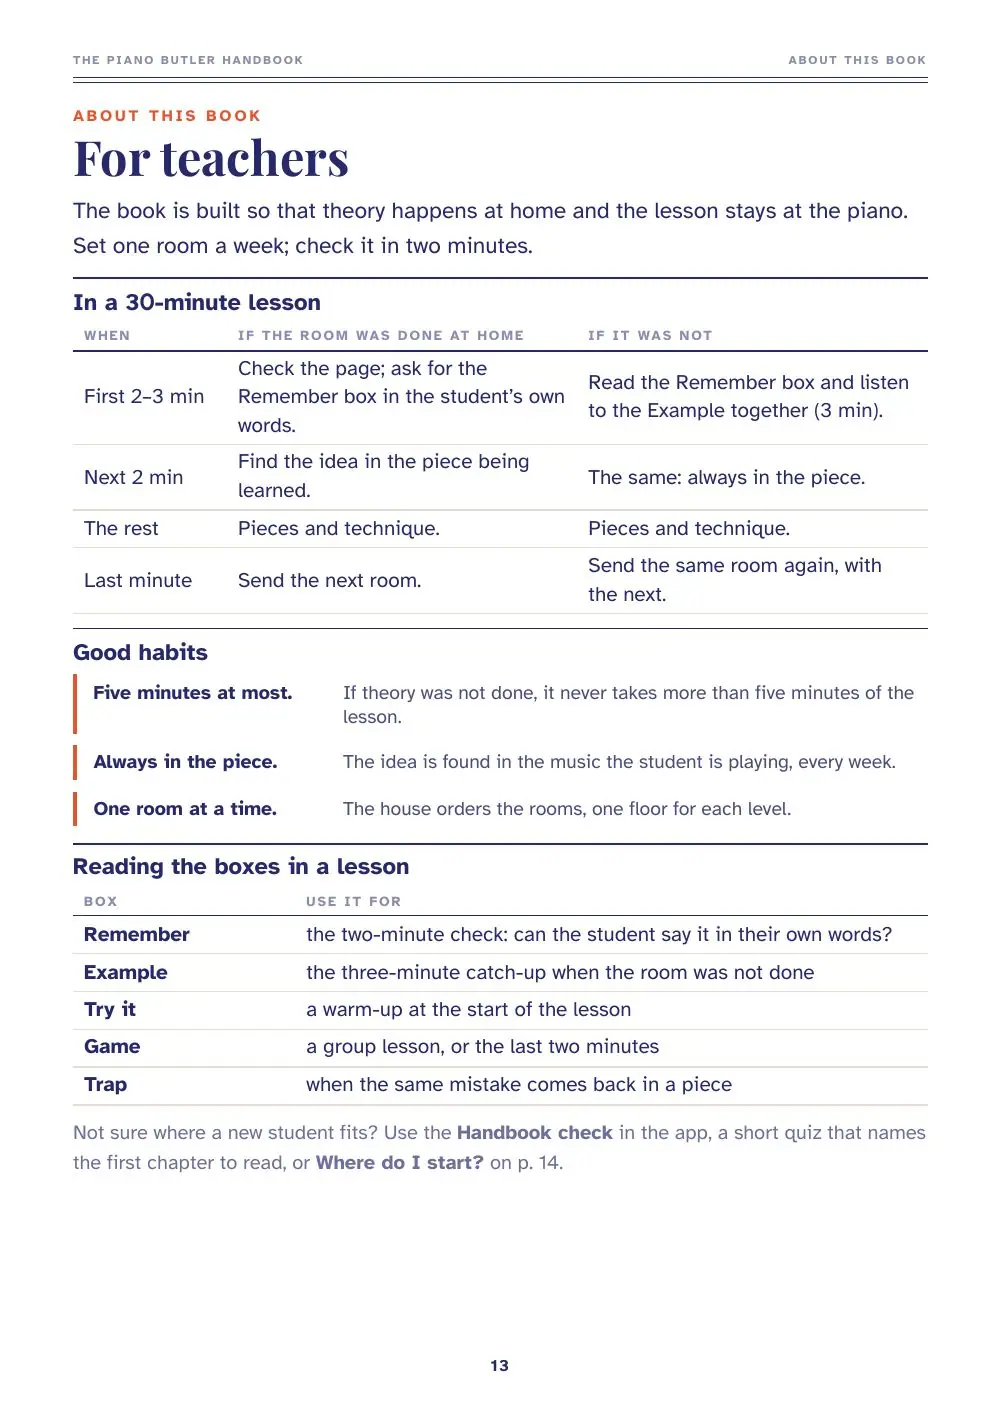 THE PIANO BUTLER HANDBOOK
ABOUT THIS BOOK
ABOUT THIS BOOK
For teachers
The book is built so that theory happens at home and the lesson stays at the piano.
Set one room a week; check it in two minutes.
In a 30-minute lesson
WHEN
IF THE ROOM WAS DONE AT HOME
IF IT WAS NOT
First 2–3 min
Check the page; ask for the
Remember box in the student’s own
words.
Read the Remember box and listen
to the Example together (3 min).
Next 2 min
Find the idea in the piece being
learned.
The same: always in the piece.
The rest
Pieces and technique.
Pieces and technique.
Last minute
Send the next room.
Send the same room again, with
the next.
Good habits
Five minutes at most.
If theory was not done, it never takes more than five minutes of the
lesson.
Always in the piece.
The idea is found in the music the student is playing, every week.
One room at a time.
The house orders the rooms, one floor for each level.
Reading the boxes in a lesson
BOX
USE IT FOR
Remember
the two-minute check: can the student say it in their own words?
Example
the three-minute catch-up when the room was not done
Try it
a warm-up at the start of the lesson
Game
a group lesson, or the last two minutes
Trap
when the same mistake comes back in a piece
Not sure where a new student fits? Use the Handbook check in the app, a short quiz that names
the first chapter to read, or Where do I start? on p. 14.
13